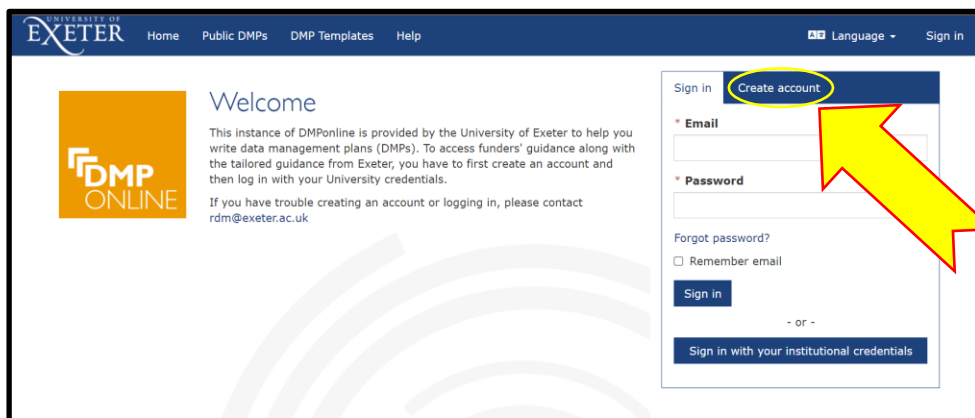 UNIVERSITY OF
EXETER
Home Public DMPs DMP Templates Help Language Sign in
Sign in Create account
Welcome
This instance of DMPonline is provided by the University of Exeter to help you
write data management plans (DMPs). To access funders' guidance along with
the tailored guidance from Exeter, you have to first create an account and
then log in with your University credentials.
If you have trouble creating an account or logging in, please contact
rdm@exeter.ac.uk
DMP
ONLINE
* Email
* Password
Forgot password?
Remember email
Sign in
- or -
Sign in with your institutional credentials